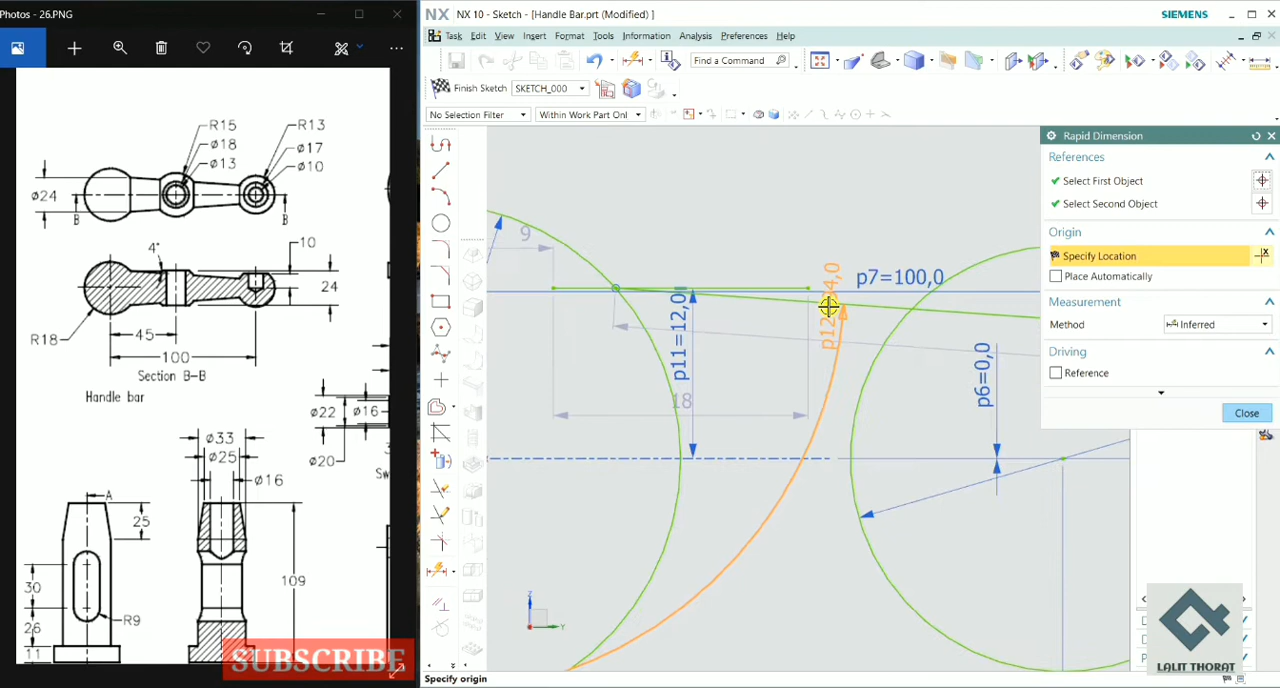 Photos - 26.PNG
R15
R13
ø18
ø17
ø13
ø10
ø24
B
B
4°
10
24
R18
45
100
Section B-B
Handle bar
ø22
ø16
ø20
ø33
ø25
ø16
A
25
30
26
11
R9
109
SUBSCRIBE
NX
NX 10 - Sketch - [Handle Bar.prt (Modified) ]
SIEMENS
Task Edit View Insert Format Tools Information Analysis Preferences Help
Find a Command
Finish Sketch
SKETCH_000
No Selection Filter
Within Work Part Onl
9
p7=100,0
p11=12,0
18
p6=0,0
Z
Y
Rapid Dimension
References
Select First Object
Select Second Object
Origin
Specify Location
Place Automatically
Measurement
Method
Inferred
Driving
Reference
Close
LALIT THORAT
Specify origin